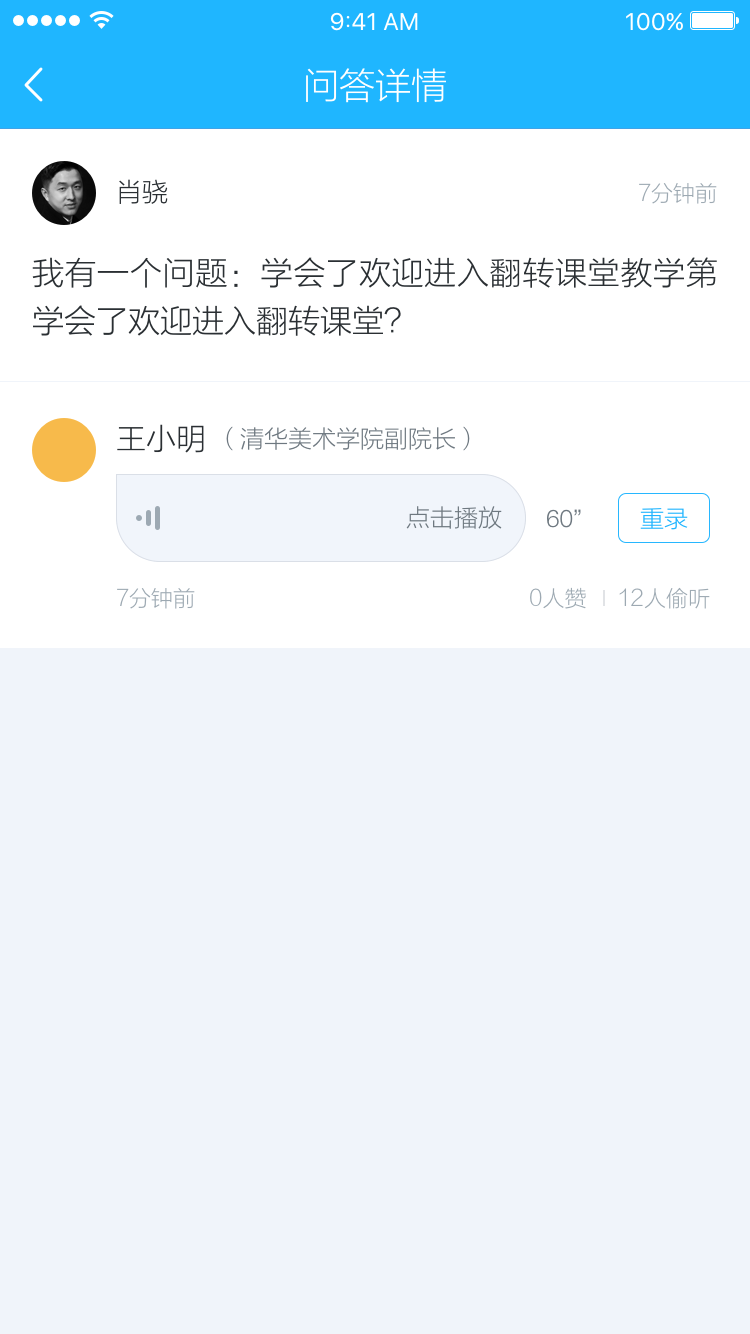 9:41 AM 100%
问答详情
肖骁 7分钟前
我有一个问题：学会了欢迎进入翻转课堂教学第
学会了欢迎进入翻转课堂？
王小明（清华美术学院副院长）
点击播放 60” 重录
7分钟前 0人赞 | 12人偷听